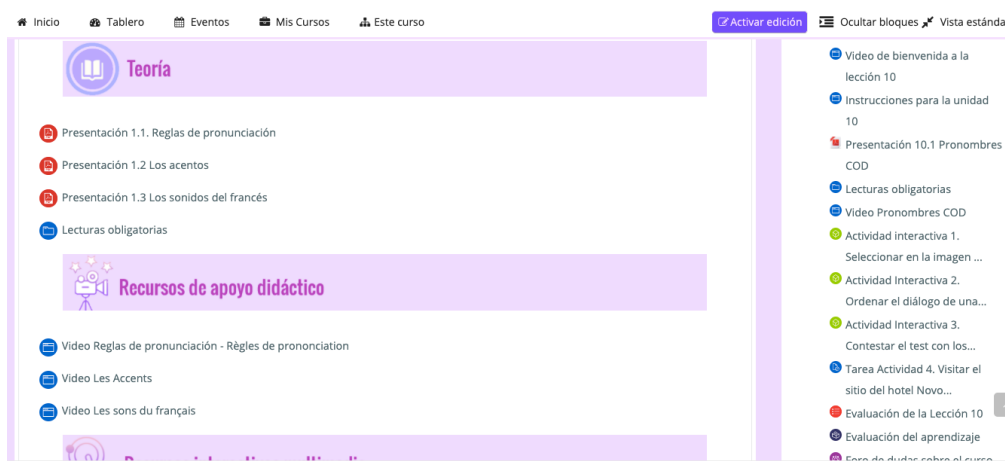 Inicio
Tablero
Eventos
Mis Cursos
Este curso
Activar edición
Ocultar bloques
Vista estánda
Teoría
Presentación 1.1. Reglas de pronunciación
Presentación 1.2 Los acentos
Presentación 1.3 Los sonidos del francés
Lecturas obligatorias
Recursos de apoyo didáctico
Video Reglas de pronunciación - Règles de prononciation
Video Les Accents
Video Les sons du français
Video de bienvenida a la
lección 10
Instrucciones para la unidad
10
Presentación 10.1 Pronombres
COD
Lecturas obligatorias
Video Pronombres COD
Actividad interactiva 1.
Seleccionar en la imagen ...
Actividad Interactiva 2.
Ordenar el diálogo de una...
Actividad Interactiva 3.
Contestar el test con los...
Tarea Actividad 4. Visitar el
sitio del hotel Novo...
Evaluación de la Lección 10
Evaluación del aprendizaje
Foro de dudas sobre el curso